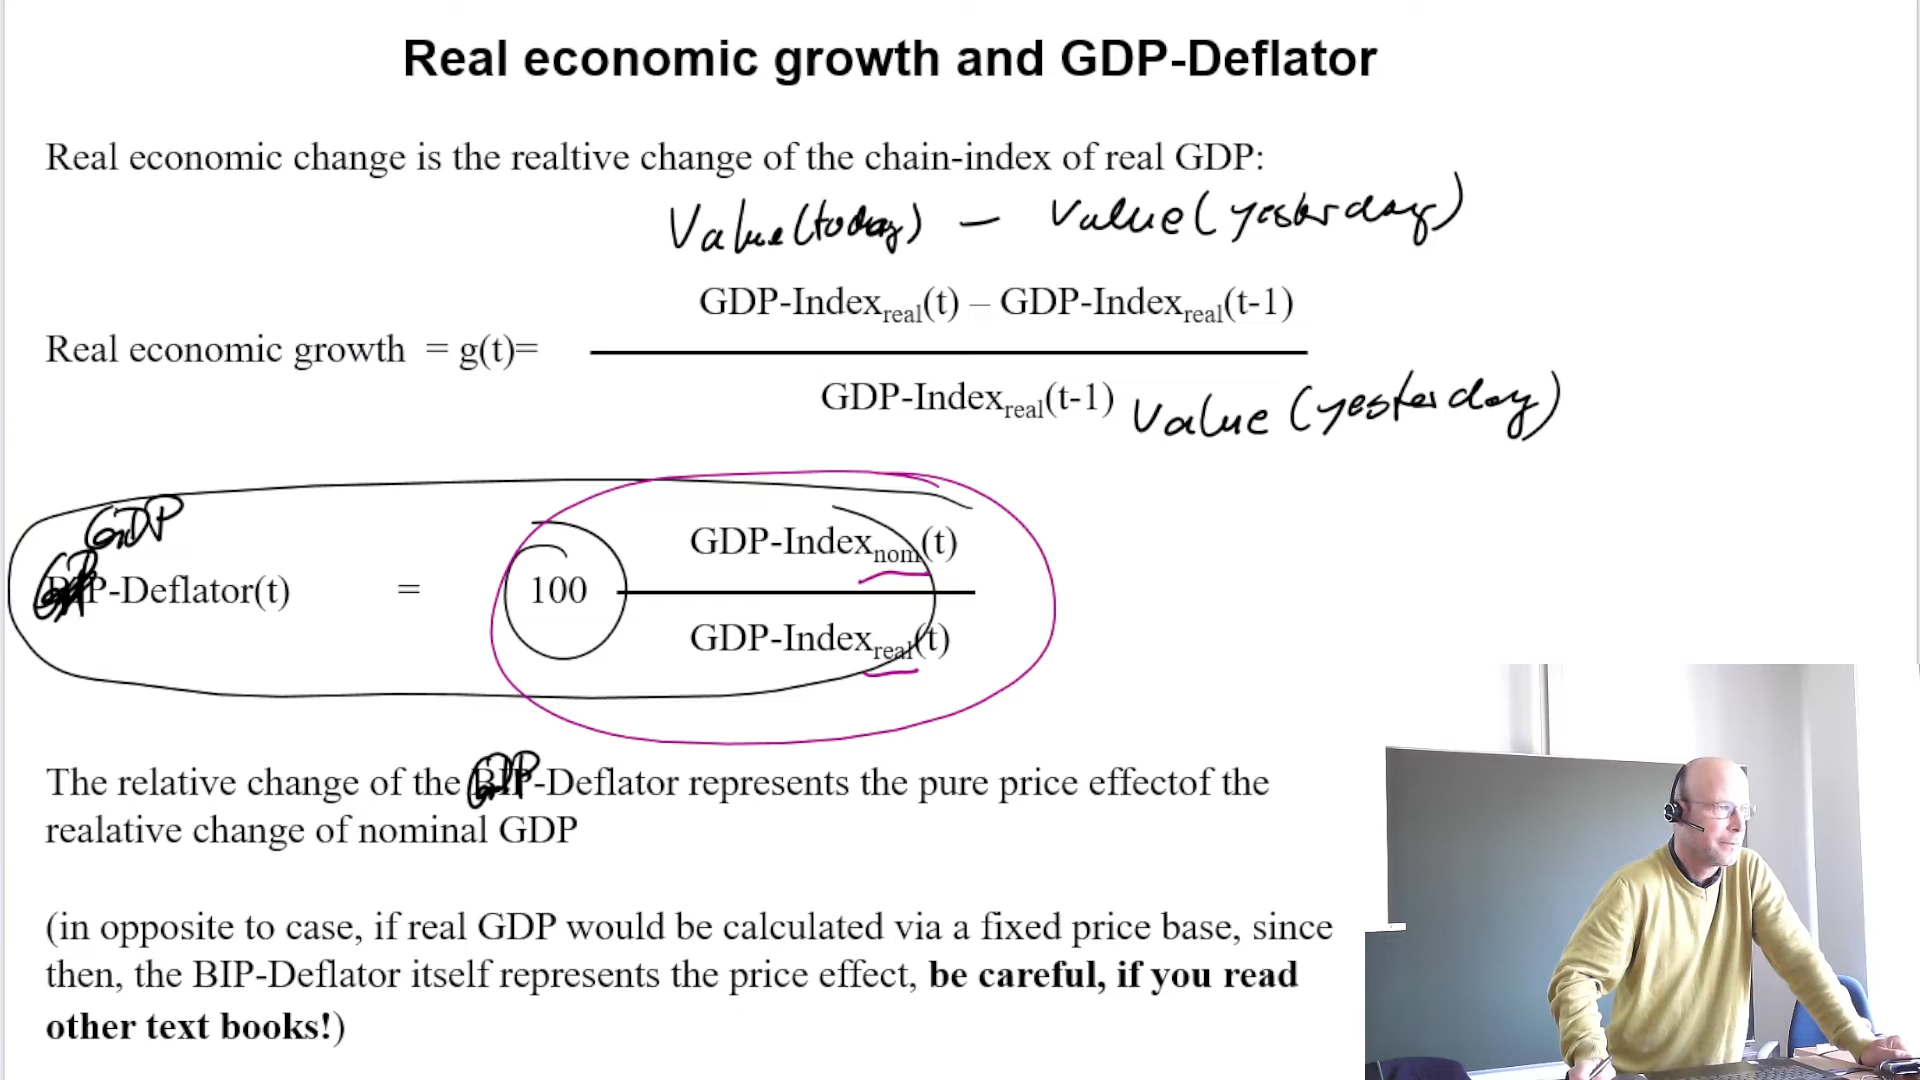 Real economic growth and GDP-Deflator
Real economic change is the realtive change of the chain-index of real GDP:
Value(today) – Value(yesterday)
GDP-Indexreal(t) – GDP-Indexreal(t-1)
Real economic growth = g(t)=
GDP-Indexreal(t-1) Value(yesterday)
GDP
GDP-Indexnom(t)
P-Deflator(t) = 100
GDP-Indexreal(t)
The relative change of the GDP-Deflator represents the pure price effectof the
realative change of nominal GDP
(in opposite to case, if real GDP would be calculated via a fixed price base, since
then, the BIP-Deflator itself represents the price effect, be careful, if you read
other text books!)